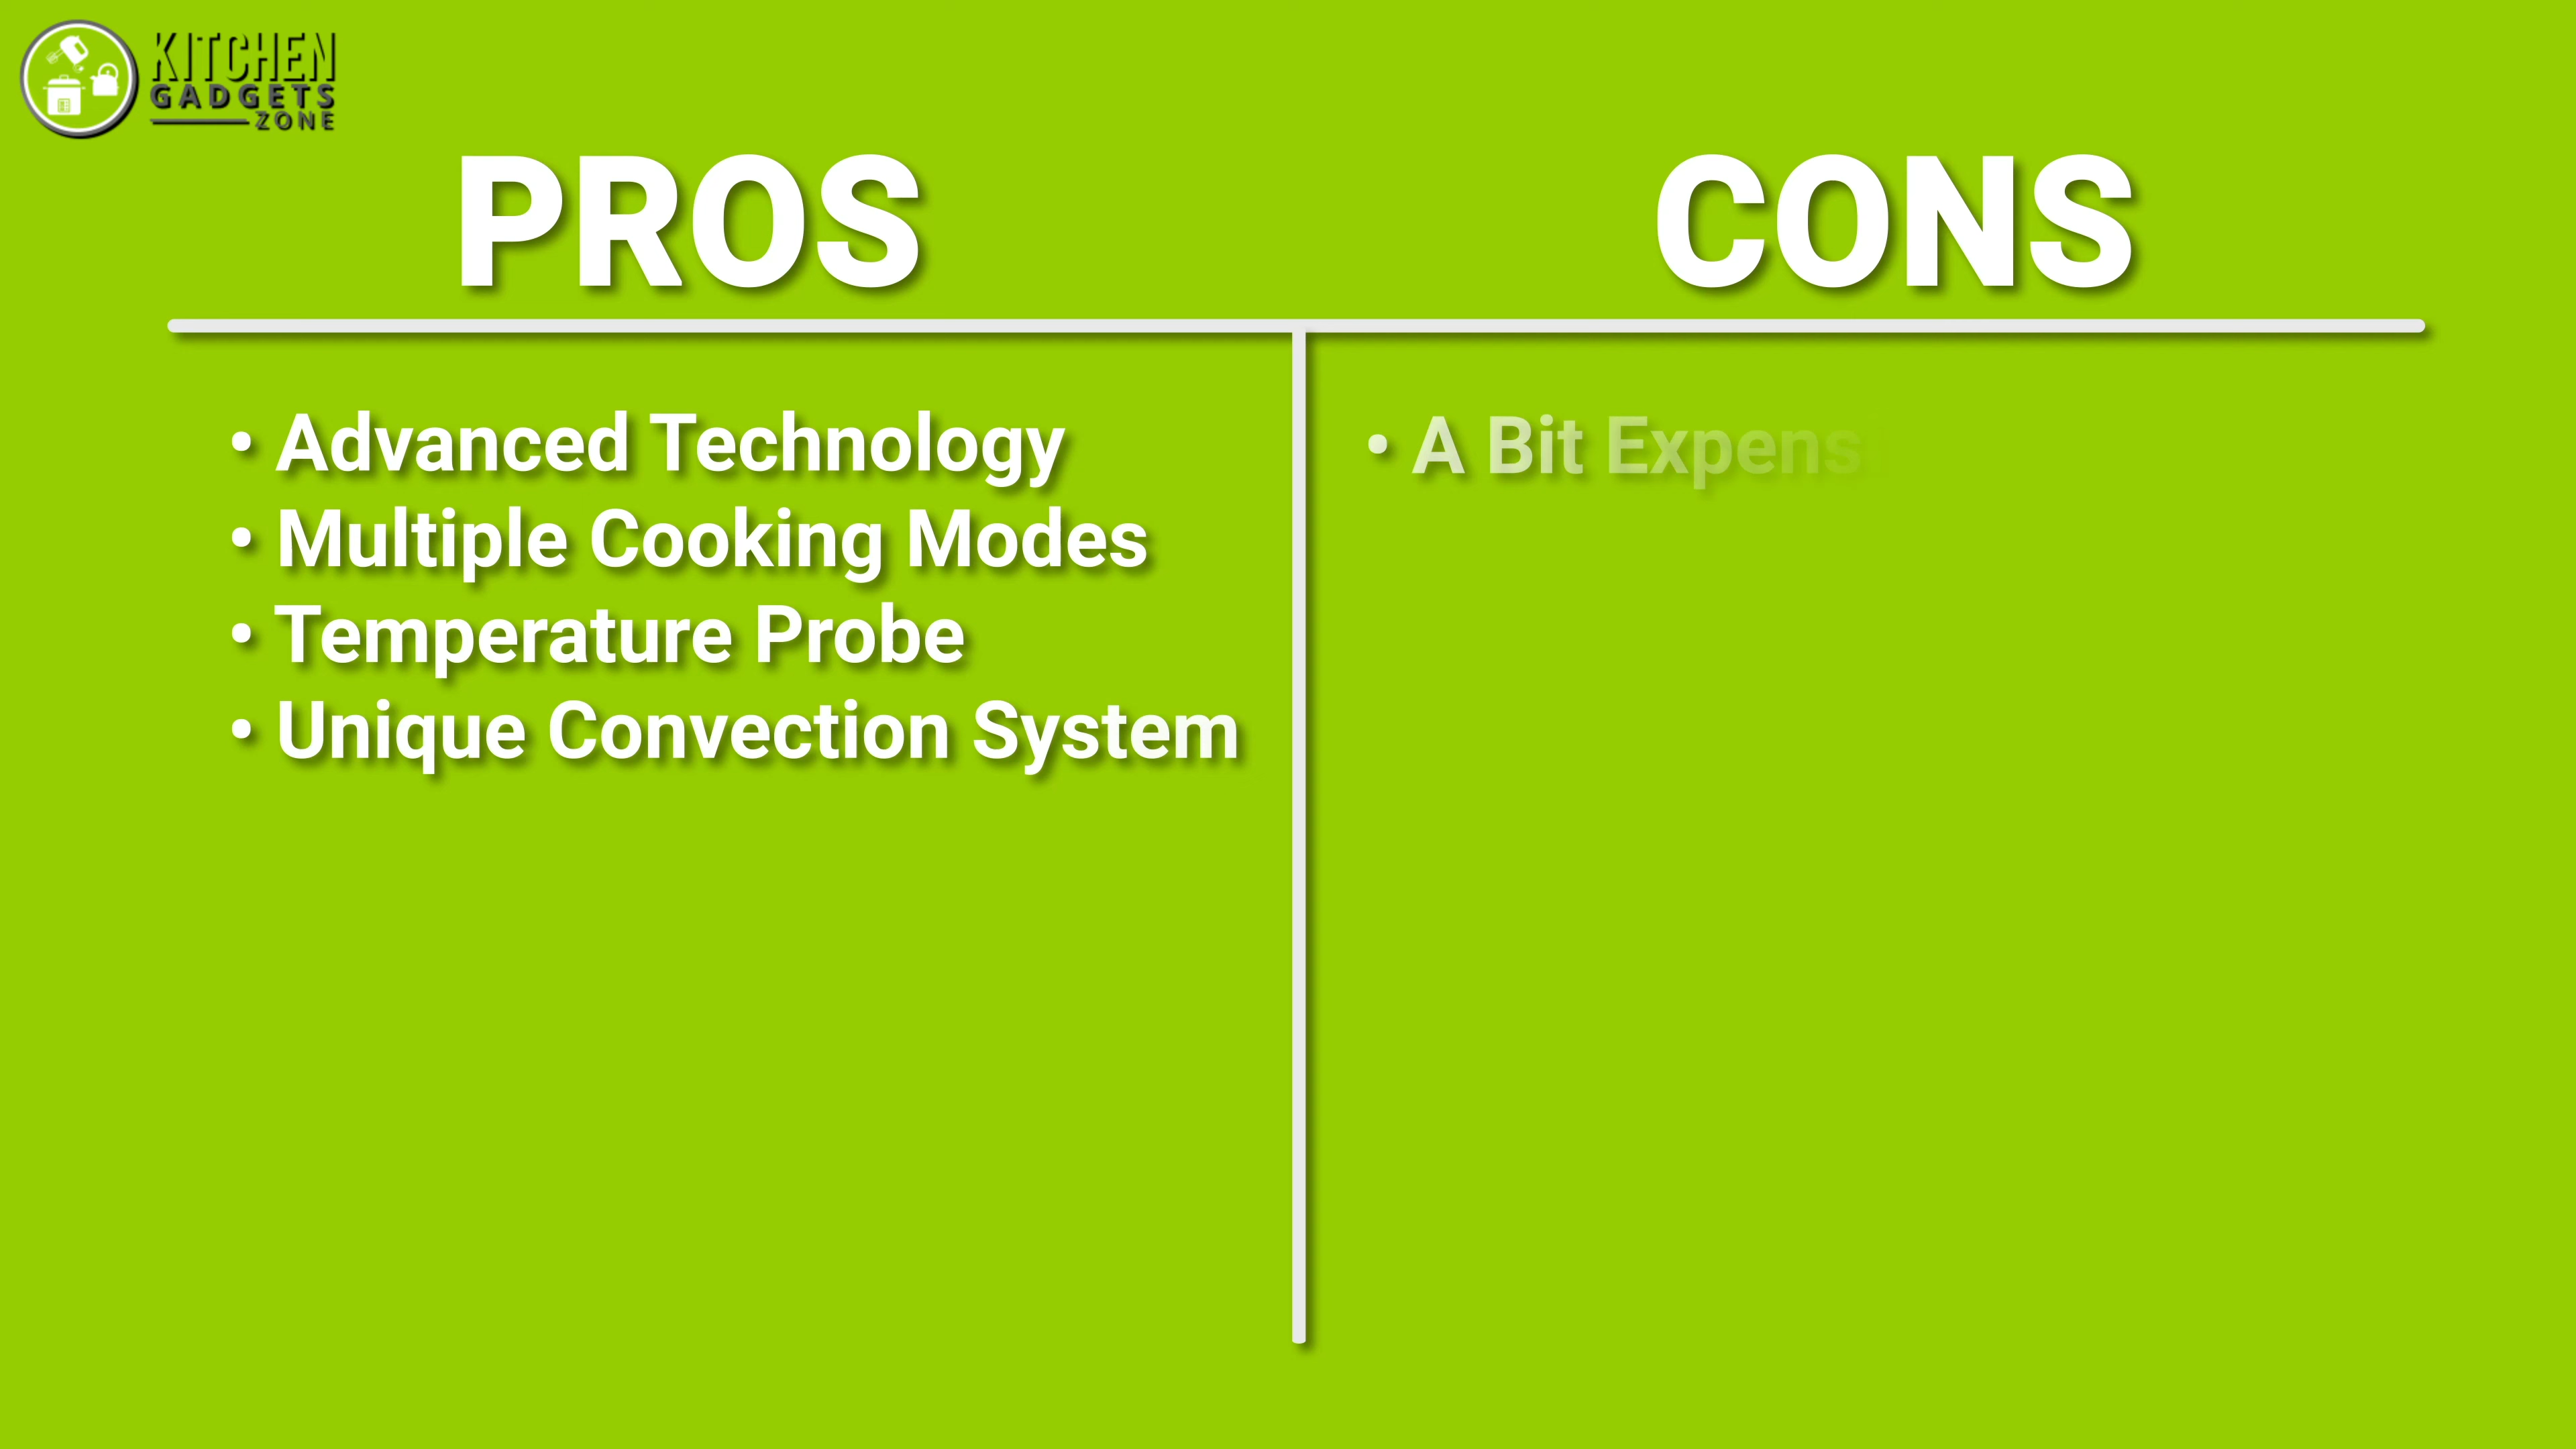 KITCHEN
GADGETS
ZONE
PROS
CONS
• Advanced Technology
• Multiple Cooking Modes
• Temperature Probe
• Unique Convection System
• A Bit Expens